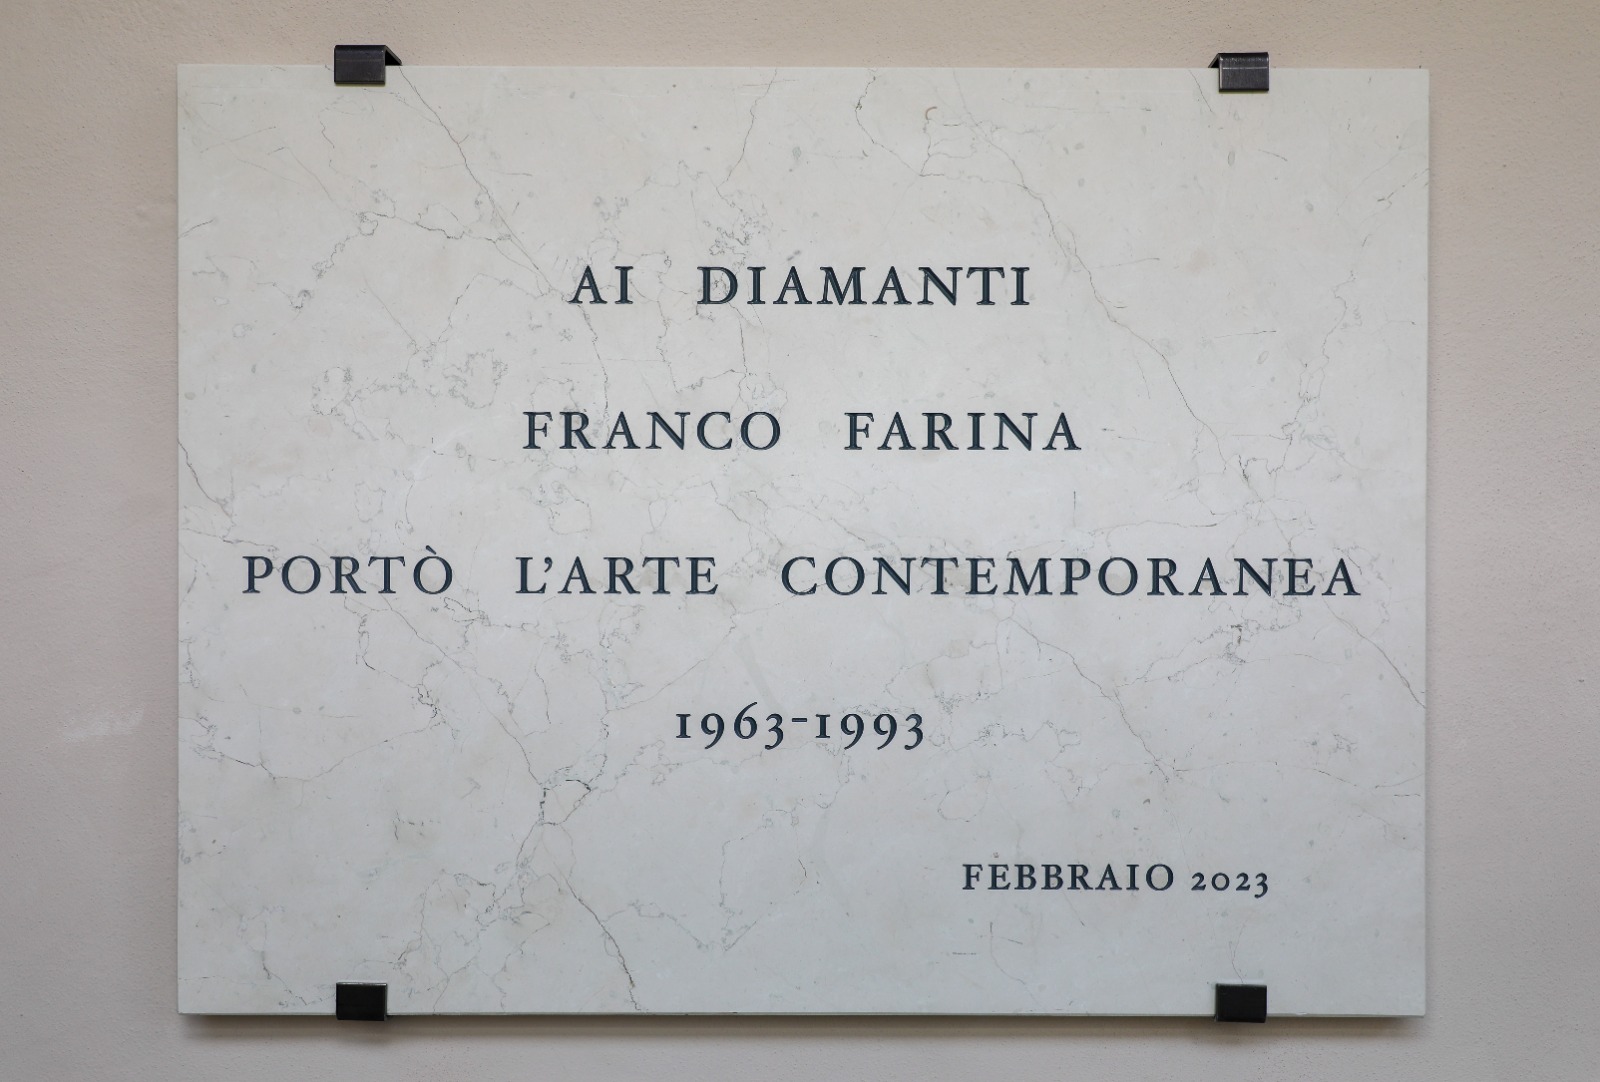 AI DIAMANTI
FRANCO FARINA
PORTÒ L’ARTE CONTEMPORANEA
1963-1993
FEBBRAIO 2023